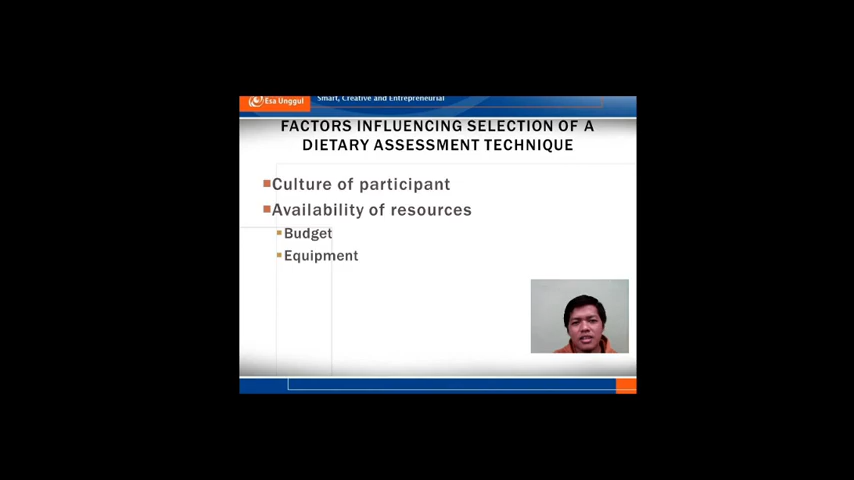 Esa Unggul
Smart, Creative and Entrepreneurial
FACTORS INFLUENCING SELECTION OF A
DIETARY ASSESSMENT TECHNIQUE
Culture of participant
Availability of resources
Budget
Equipment